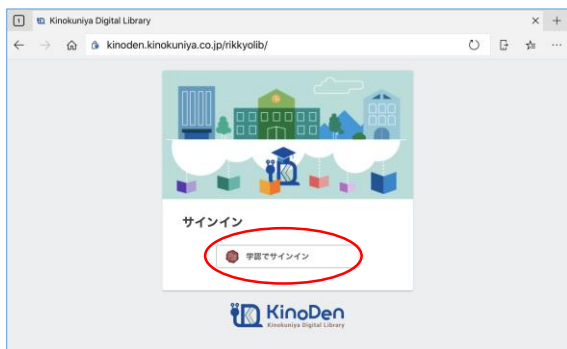 1
Kinokuniya Digital Library
kinoden.kinokuniya.co.jp/rikkyolib/
サインイン
学認でサインイン
KinoDen
Kinokuniya Digital Library